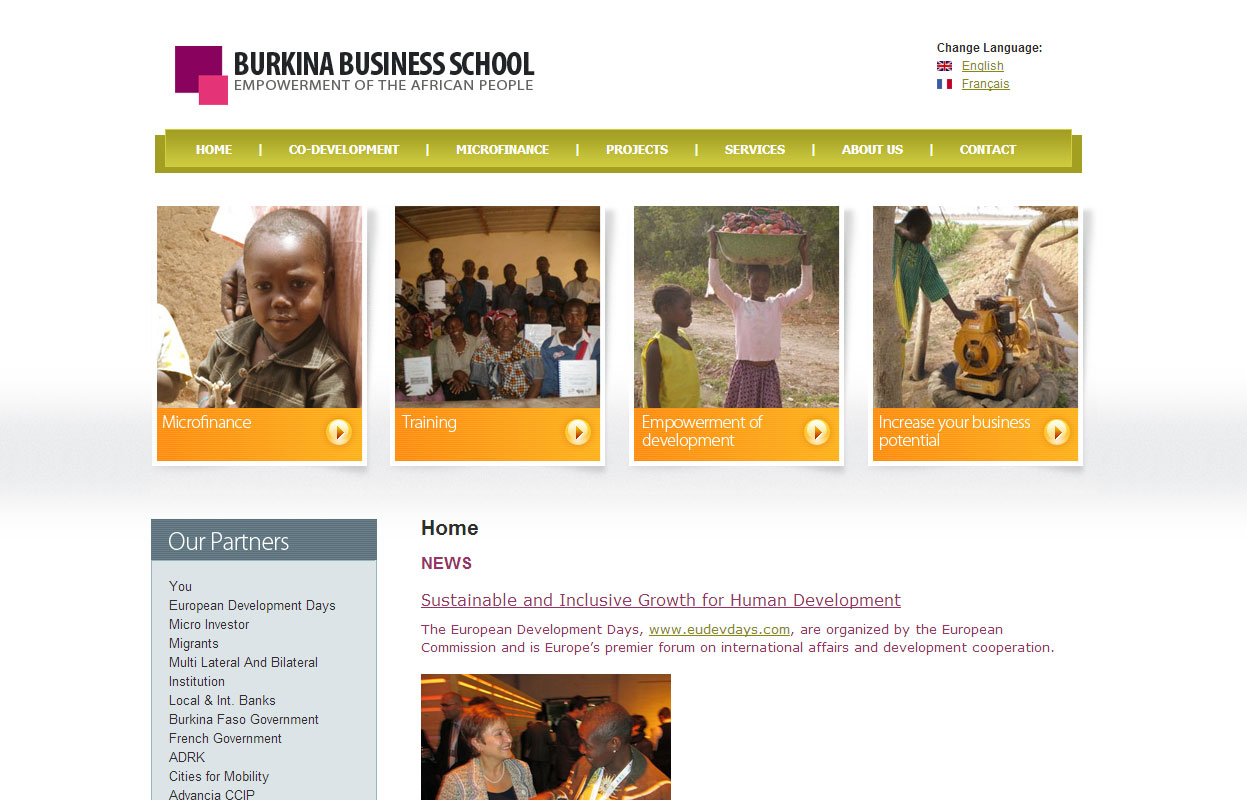 BURKINA BUSINESS SCHOOL
EMPOWERMENT OF THE AFRICAN PEOPLE
Change Language:
English
Français
HOME | CO-DEVELOPMENT | MICROFINANCE | PROJECTS | SERVICES | ABOUT US | CONTACT
Microfinance
Training
Empowerment of
development
Increase your business
potential
Our Partners
You
European Development Days
Micro Investor
Migrants
Multi Lateral And Bilateral
Institution
Local & Int. Banks
Burkina Faso Government
French Government
ADRK
Cities for Mobility
Advancia CCIP
Home
NEWS
Sustainable and Inclusive Growth for Human Development
The European Development Days, www.eudevdays.com, are organized by the European
Commission and is Europe’s premier forum on international affairs and development cooperation.